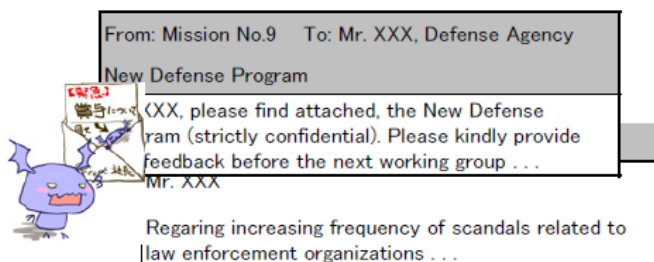 From: Mission No.9 To: Mr. XXX, Defense Agency
New Defense Program
XXX, please find attached, the New Defense
ram (strictly confidential). Please kindly provide
feedback before the next working group . . .
Mr. XXX
Regaring increasing frequency of scandals related to
law enforcement organizations . . .